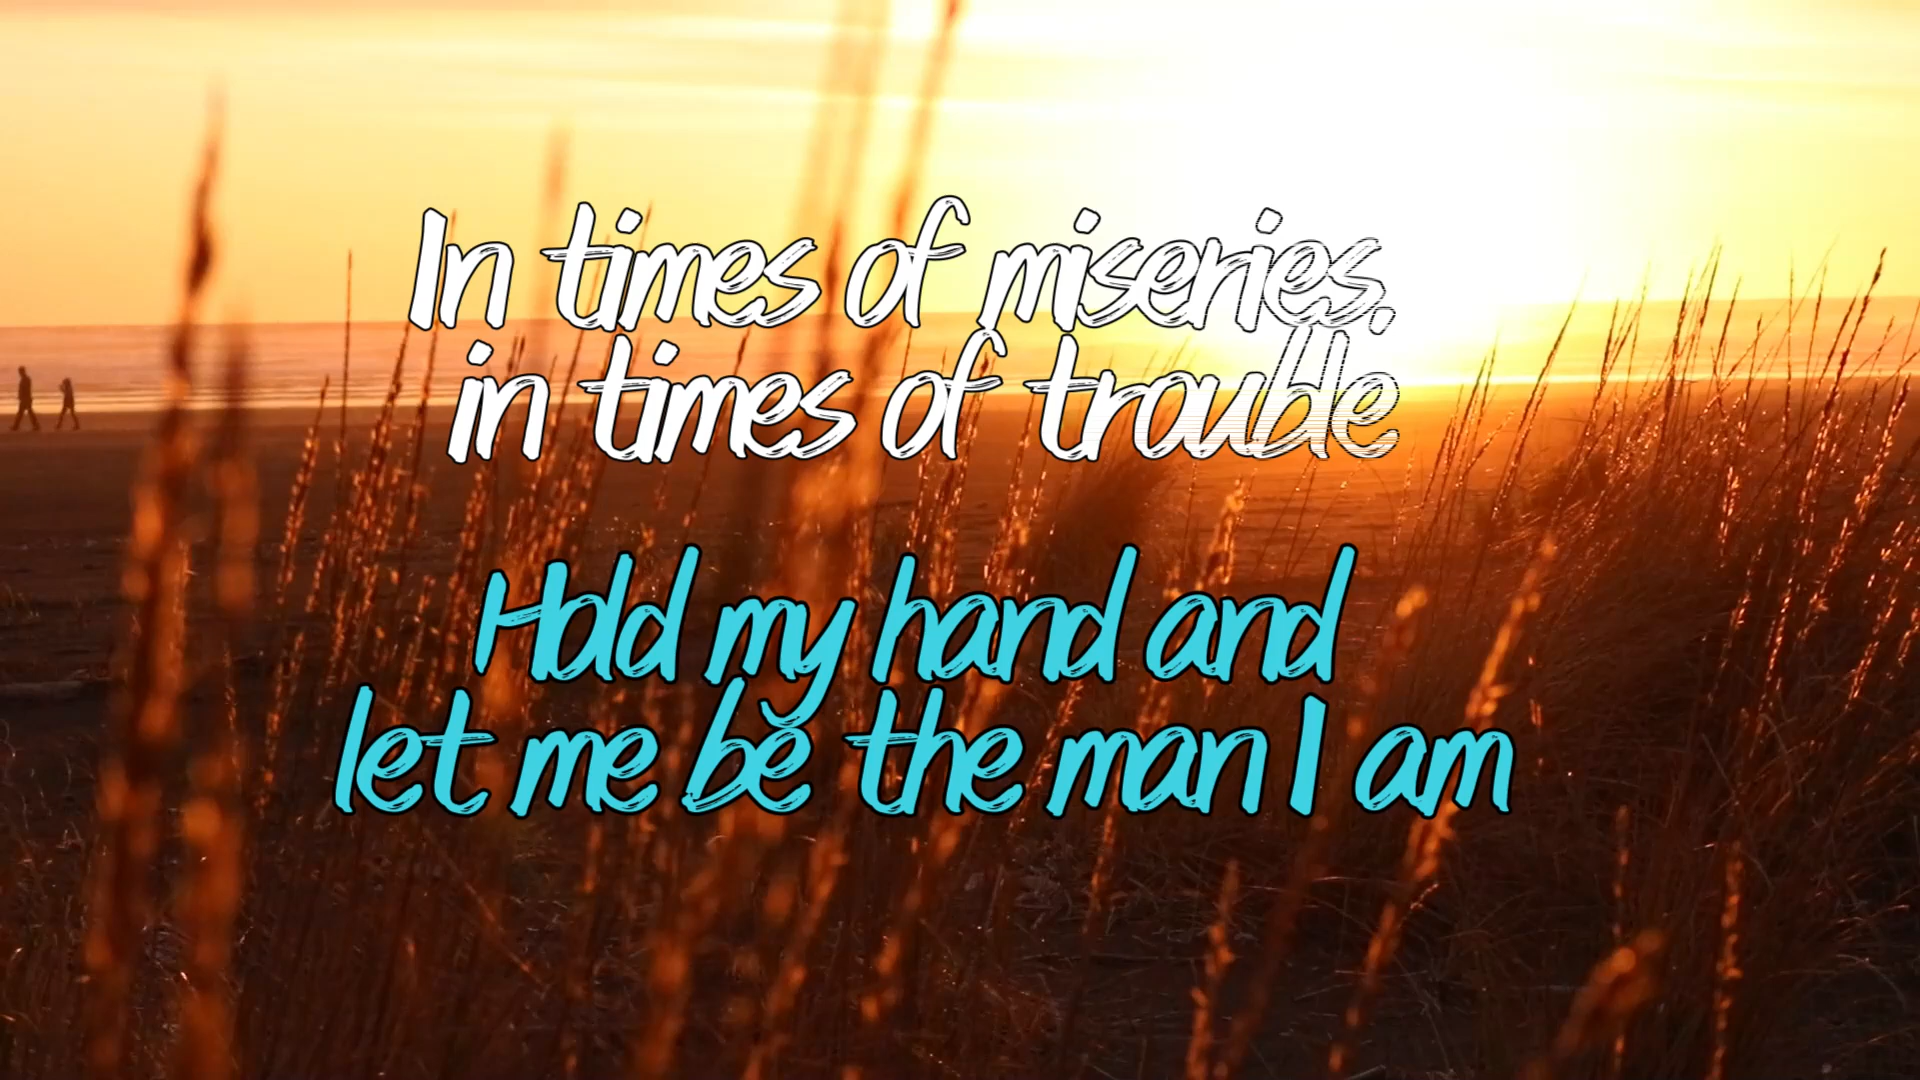 In times of miseries,
in times of trouble
Hold my hand and
let me be the man I am